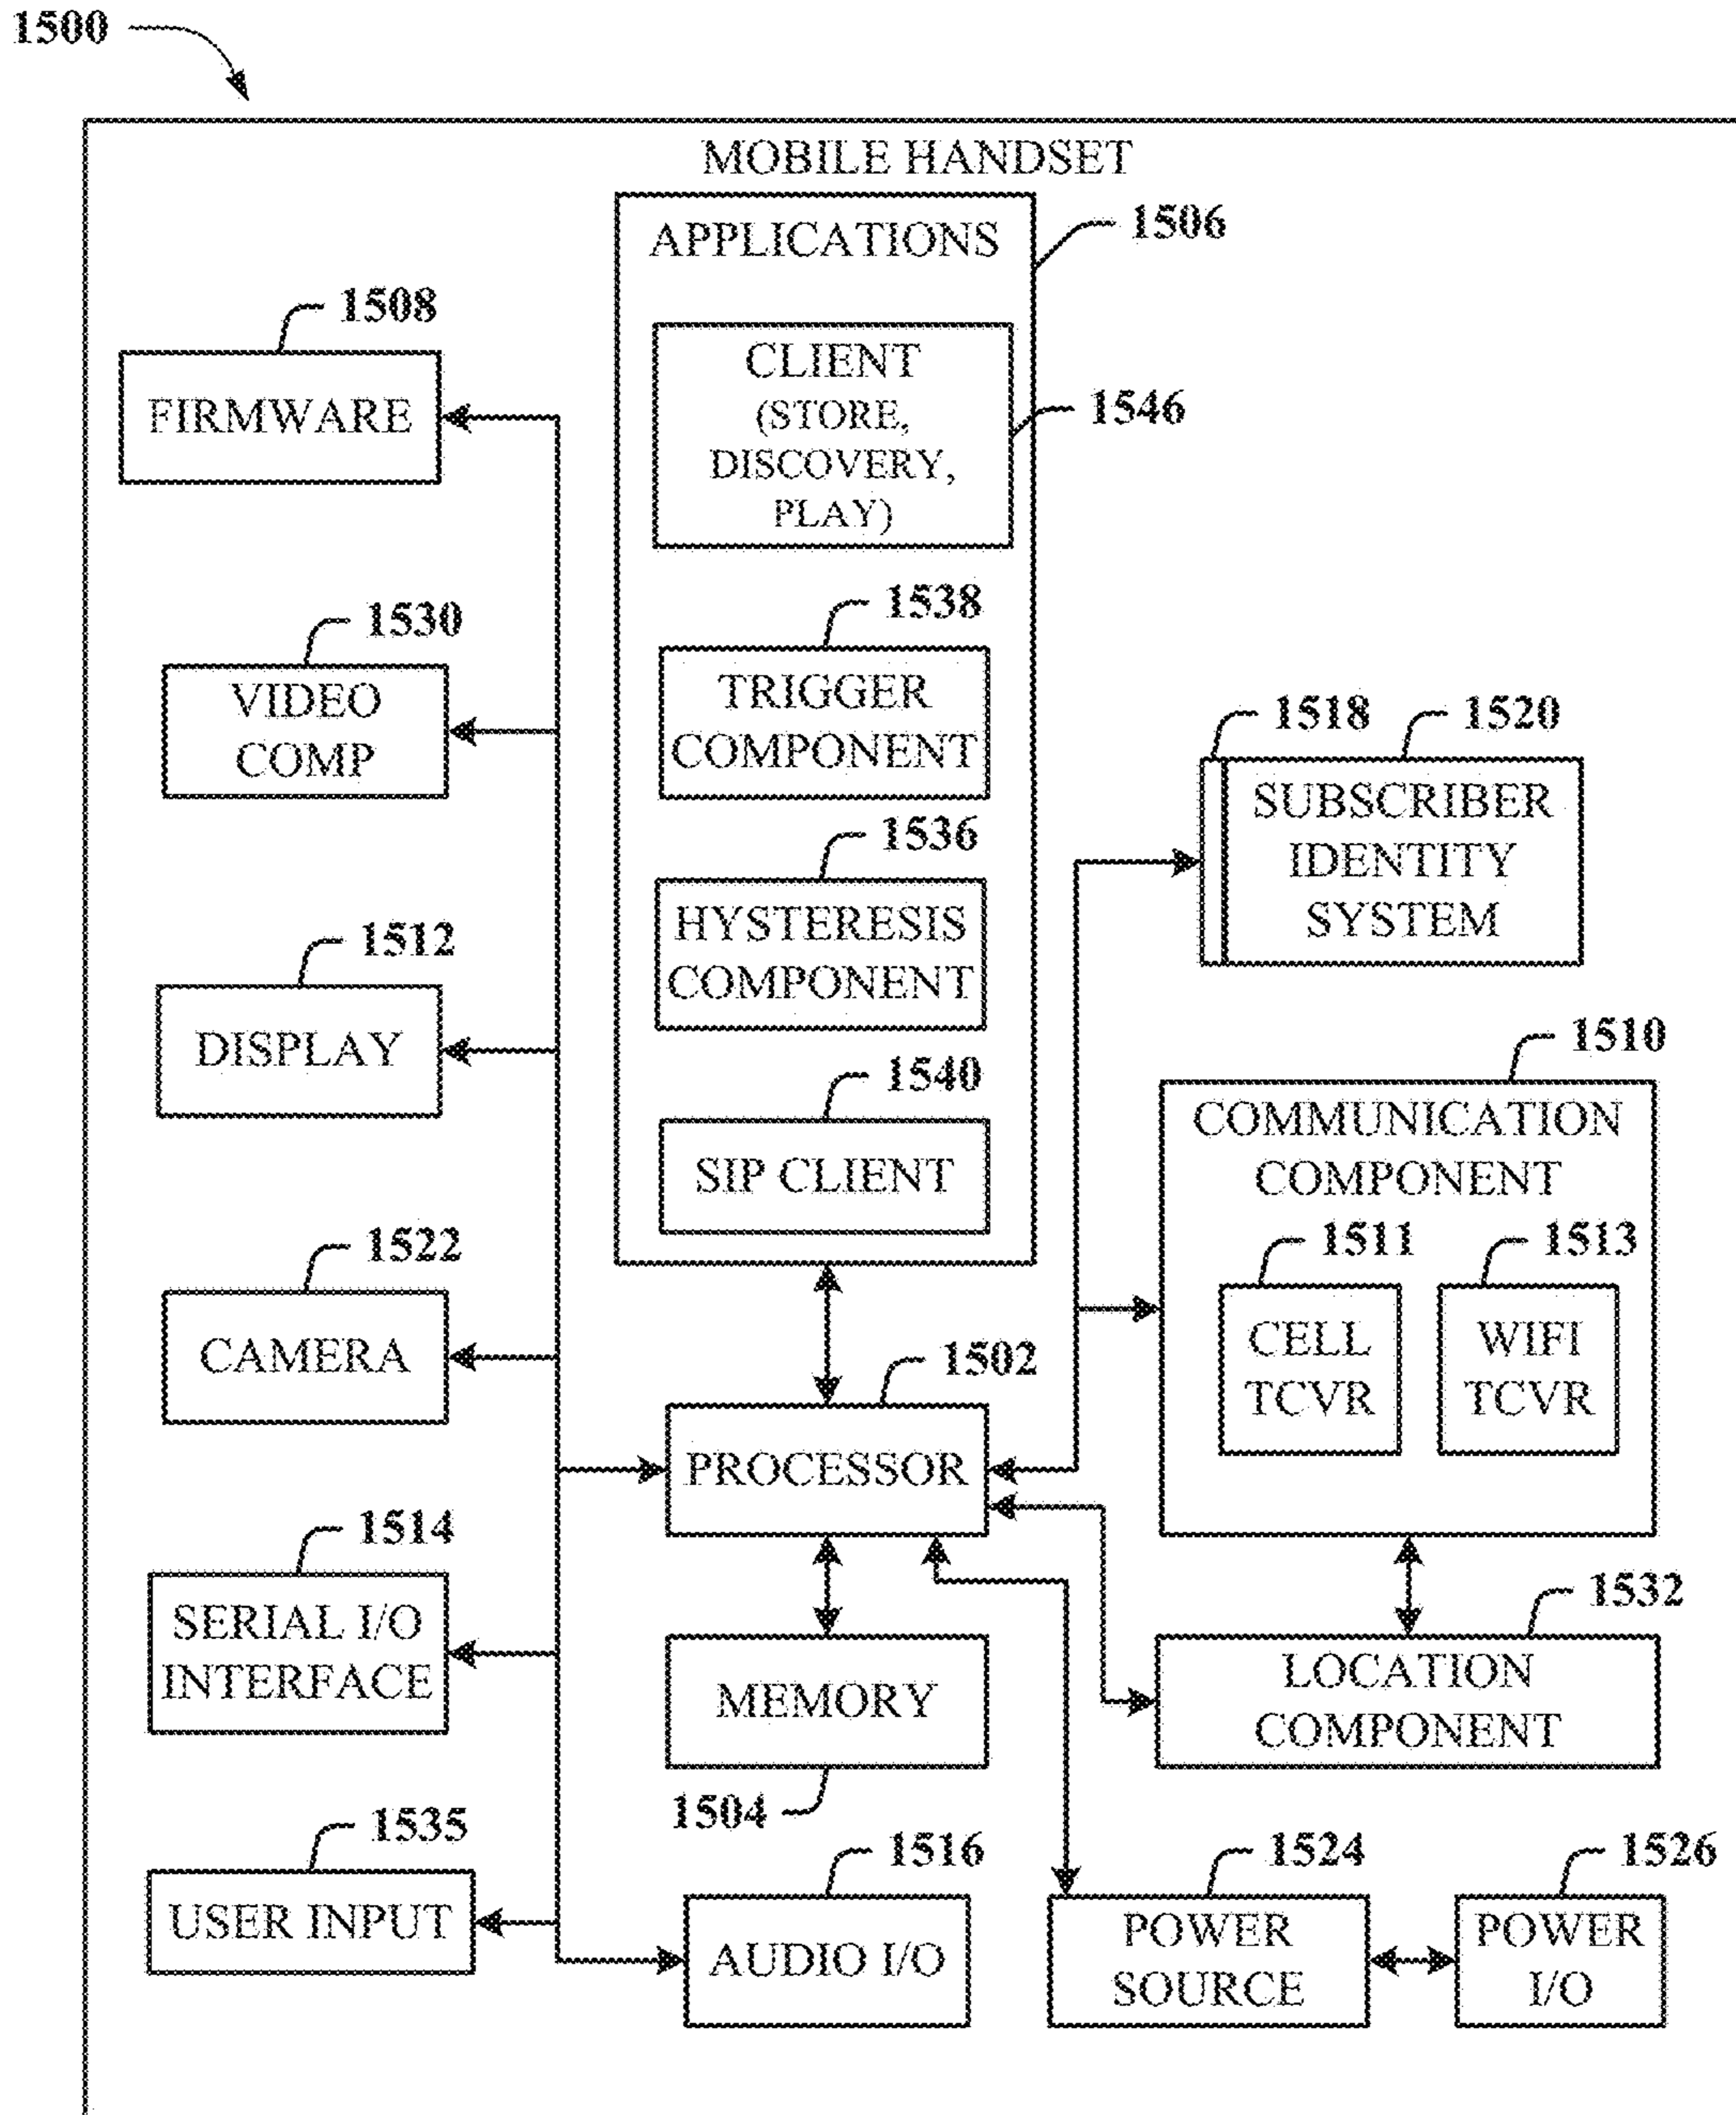 1500
MOBILE HANDSET
APPLICATIONS
1506
CLIENT
(STORE,
DISCOVERY,
PLAY)
1546
1508
FIRMWARE
1538
TRIGGER
COMPONENT
1530
VIDEO
COMP
1518
1520
SUBSCRIBER
IDENTITY
SYSTEM
1536
HYSTERESIS
COMPONENT
1512
DISPLAY
1540
SIP CLIENT
1510
COMMUNICATION
COMPONENT
1511
CELL
TCVR
1513
WIFI
TCVR
1522
CAMERA
1502
PROCESSOR
1514
SERIAL I/O
INTERFACE
MEMORY
1504
1532
LOCATION
COMPONENT
1535
USER INPUT
1516
AUDIO I/O
1524
POWER
SOURCE
1526
POWER
I/O